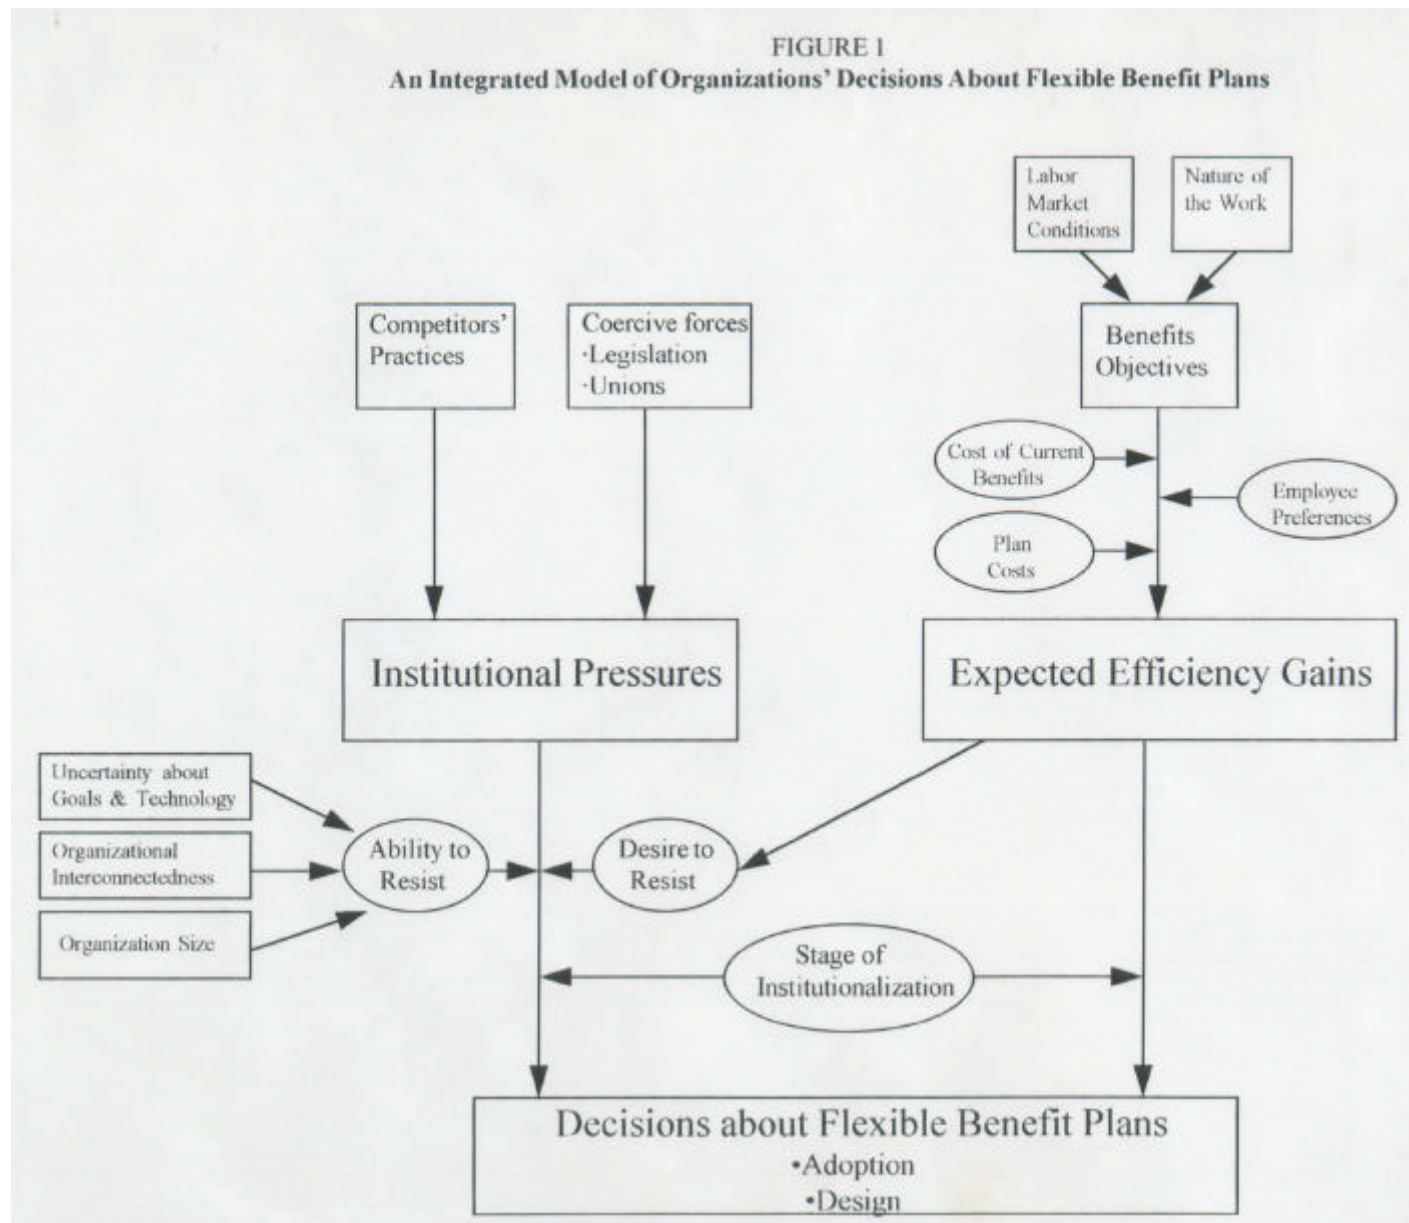 FIGURE 1
An Integrated Model of Organizations' Decisions About Flexible Benefit Plans
Labor
Market
Conditions
Nature of
the Work
Competitors'
Practices
Coercive forces
·Legislation
·Unions
Benefits
Objectives
Cost of Current
Benefits
Employee
Preferences
Plan
Costs
Institutional Pressures
Expected Efficiency Gains
Uncertainty about
Goals & Technology
Organizational
Interconnectedness
Organization Size
Ability to
Resist
Desire to
Resist
Stage of
Institutionalization
Decisions about Flexible Benefit Plans
•Adoption
•Design